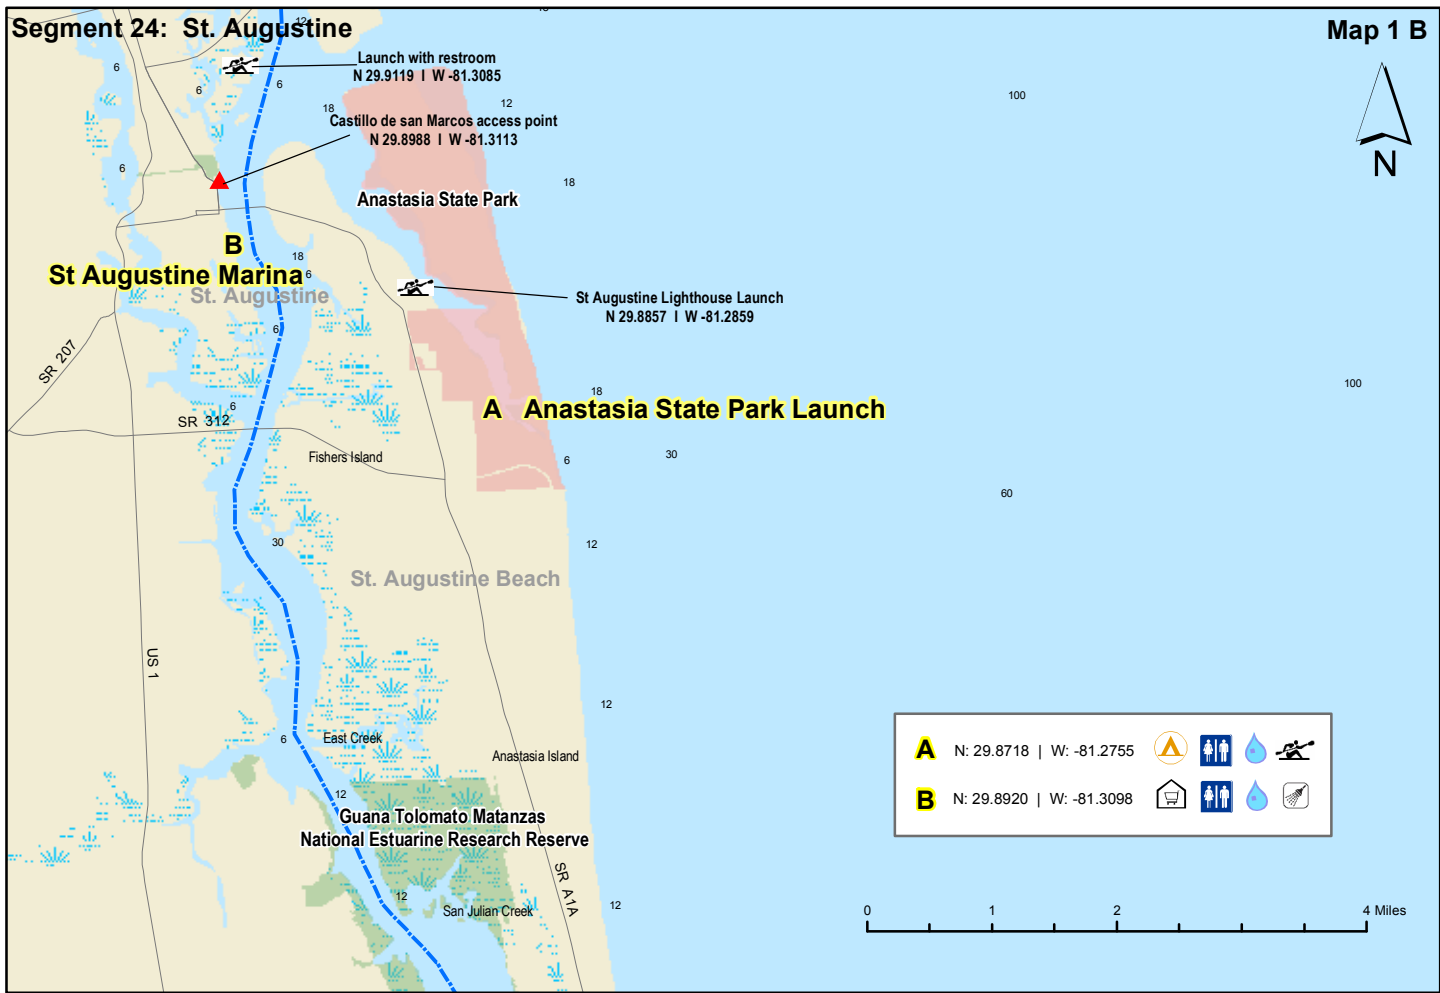 Segment 24: St. Augustine
Map 1 B
12
Launch with restroom
N 29.9119 I W -81.3085
6
6
6
18
12
100
Castillo de san Marcos access point
N 29.8988 I W -81.3113
N
6
12
18
Anastasia State Park
B
St Augustine Marina
18
6
St. Augustine
St Augustine Lighthouse Launch
N 29.8857 I W -81.2859
6
SR 207
100
18
6
A Anastasia State Park Launch
SR 312
Fishers Island
6
30
60
30
12
St. Augustine Beach
US 1
12
6
East Creek
Anastasia Island
A N: 29.8718 | W: -81.2755
B N: 29.8920 | W: -81.3098
12
Guana Tolomato Matanzas
National Estuarine Research Reserve
SR A1A
12
San Julian Creek
12
0 1 2 4 Miles